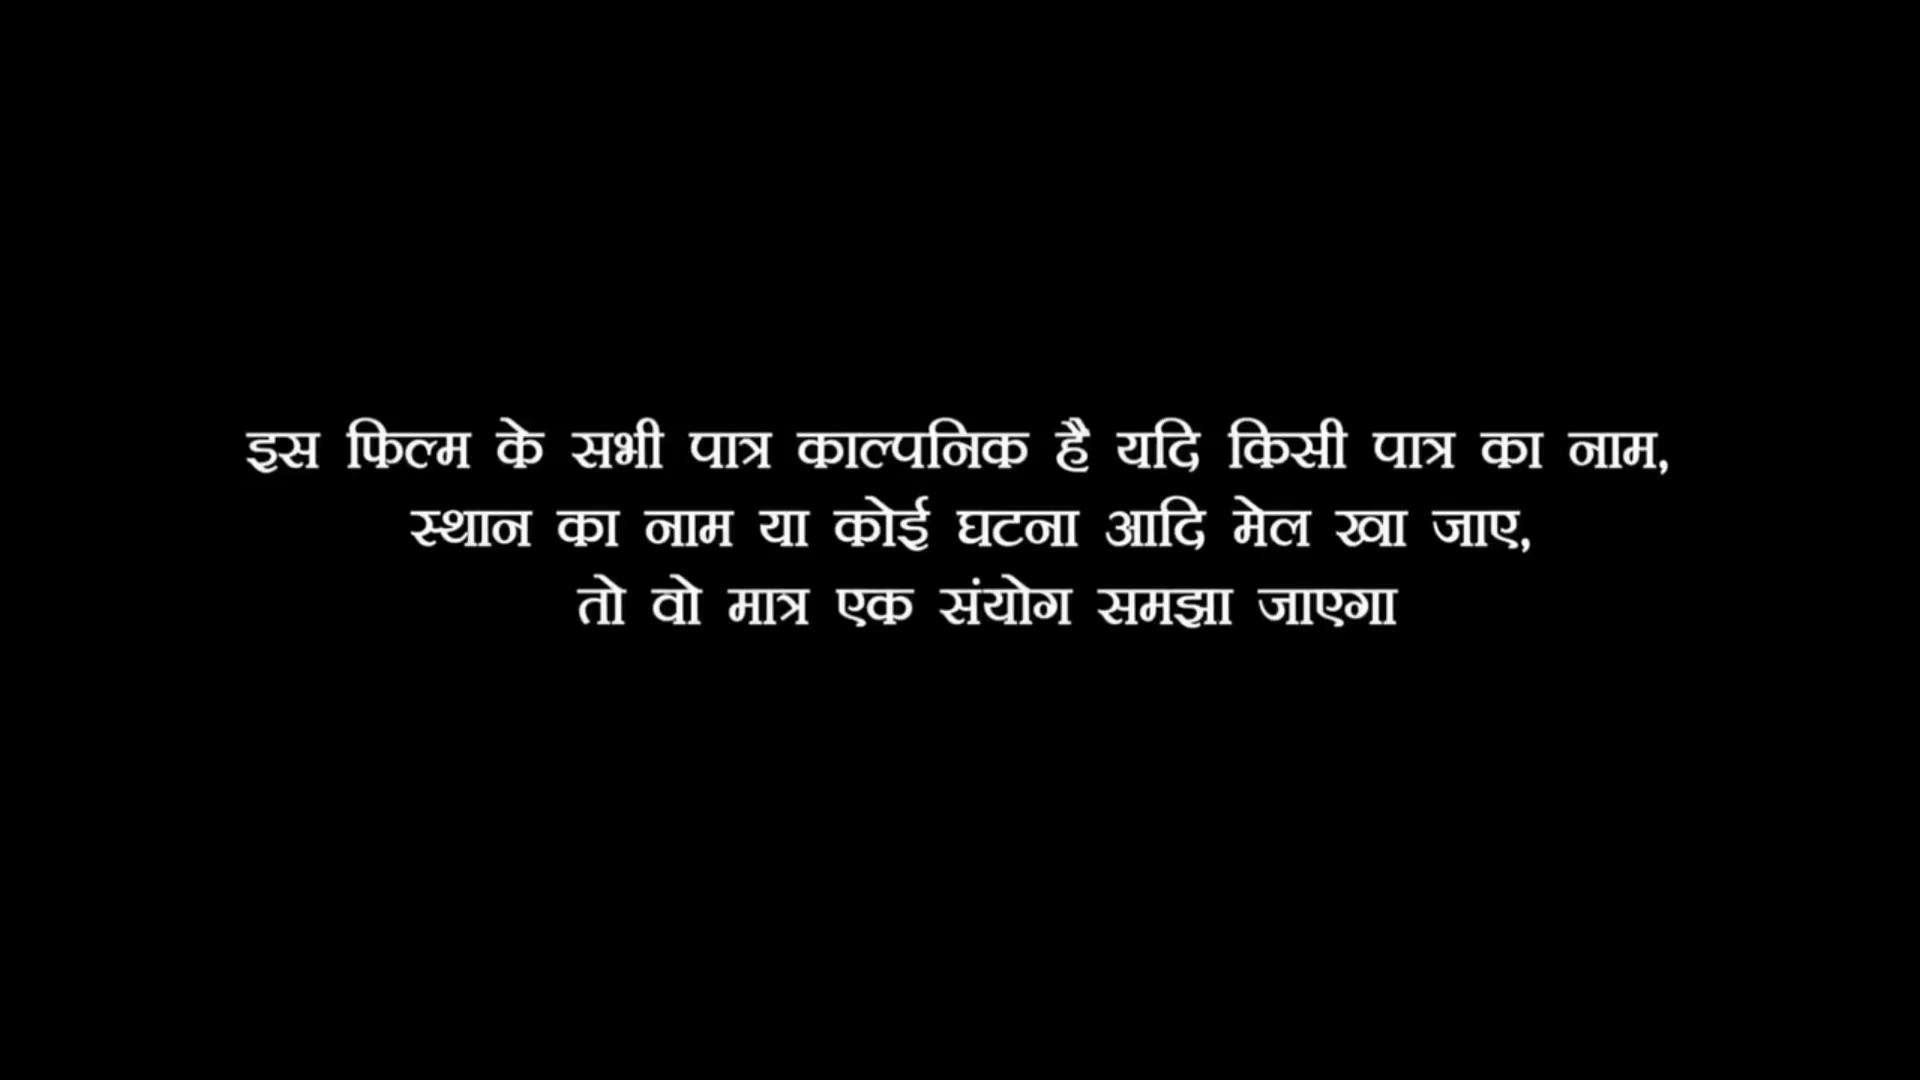 इस फिल्म के सभी पात्र काल्पनिक है यदि किसी पात्र का नाम,
स्थान का नाम या कोई घटना आदि मेल खा जाए,
तो वो मात्र एक संयोग समझा जाएगा